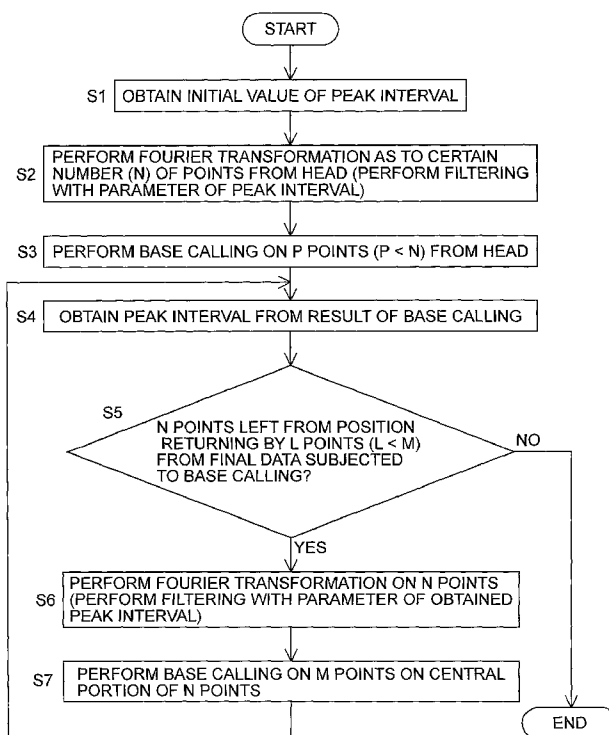 START
S1 OBTAIN INITIAL VALUE OF PEAK INTERVAL
S2
PERFORM FOURIER TRANSFORMATION AS TO CERTAIN
NUMBER (N) OF POINTS FROM HEAD (PERFORM FILTERING
WITH PARAMETER OF PEAK INTERVAL)
S3 PERFORM BASE CALLING ON P POINTS (P < N) FROM HEAD
S4 OBTAIN PEAK INTERVAL FROM RESULT OF BASE CALLING
S5
N POINTS LEFT FROM POSITION
RETURNING BY L POINTS (L < M)
FROM FINAL DATA SUBJECTED
TO BASE CALLING?
NO
YES
S6
PERFORM FOURIER TRANSFORMATION ON N POINTS
(PERFORM FILTERING WITH PARAMETER OF OBTAINED
PEAK INTERVAL)
S7
PERFORM BASE CALLING ON M POINTS ON CENTRAL
PORTION OF N POINTS
END